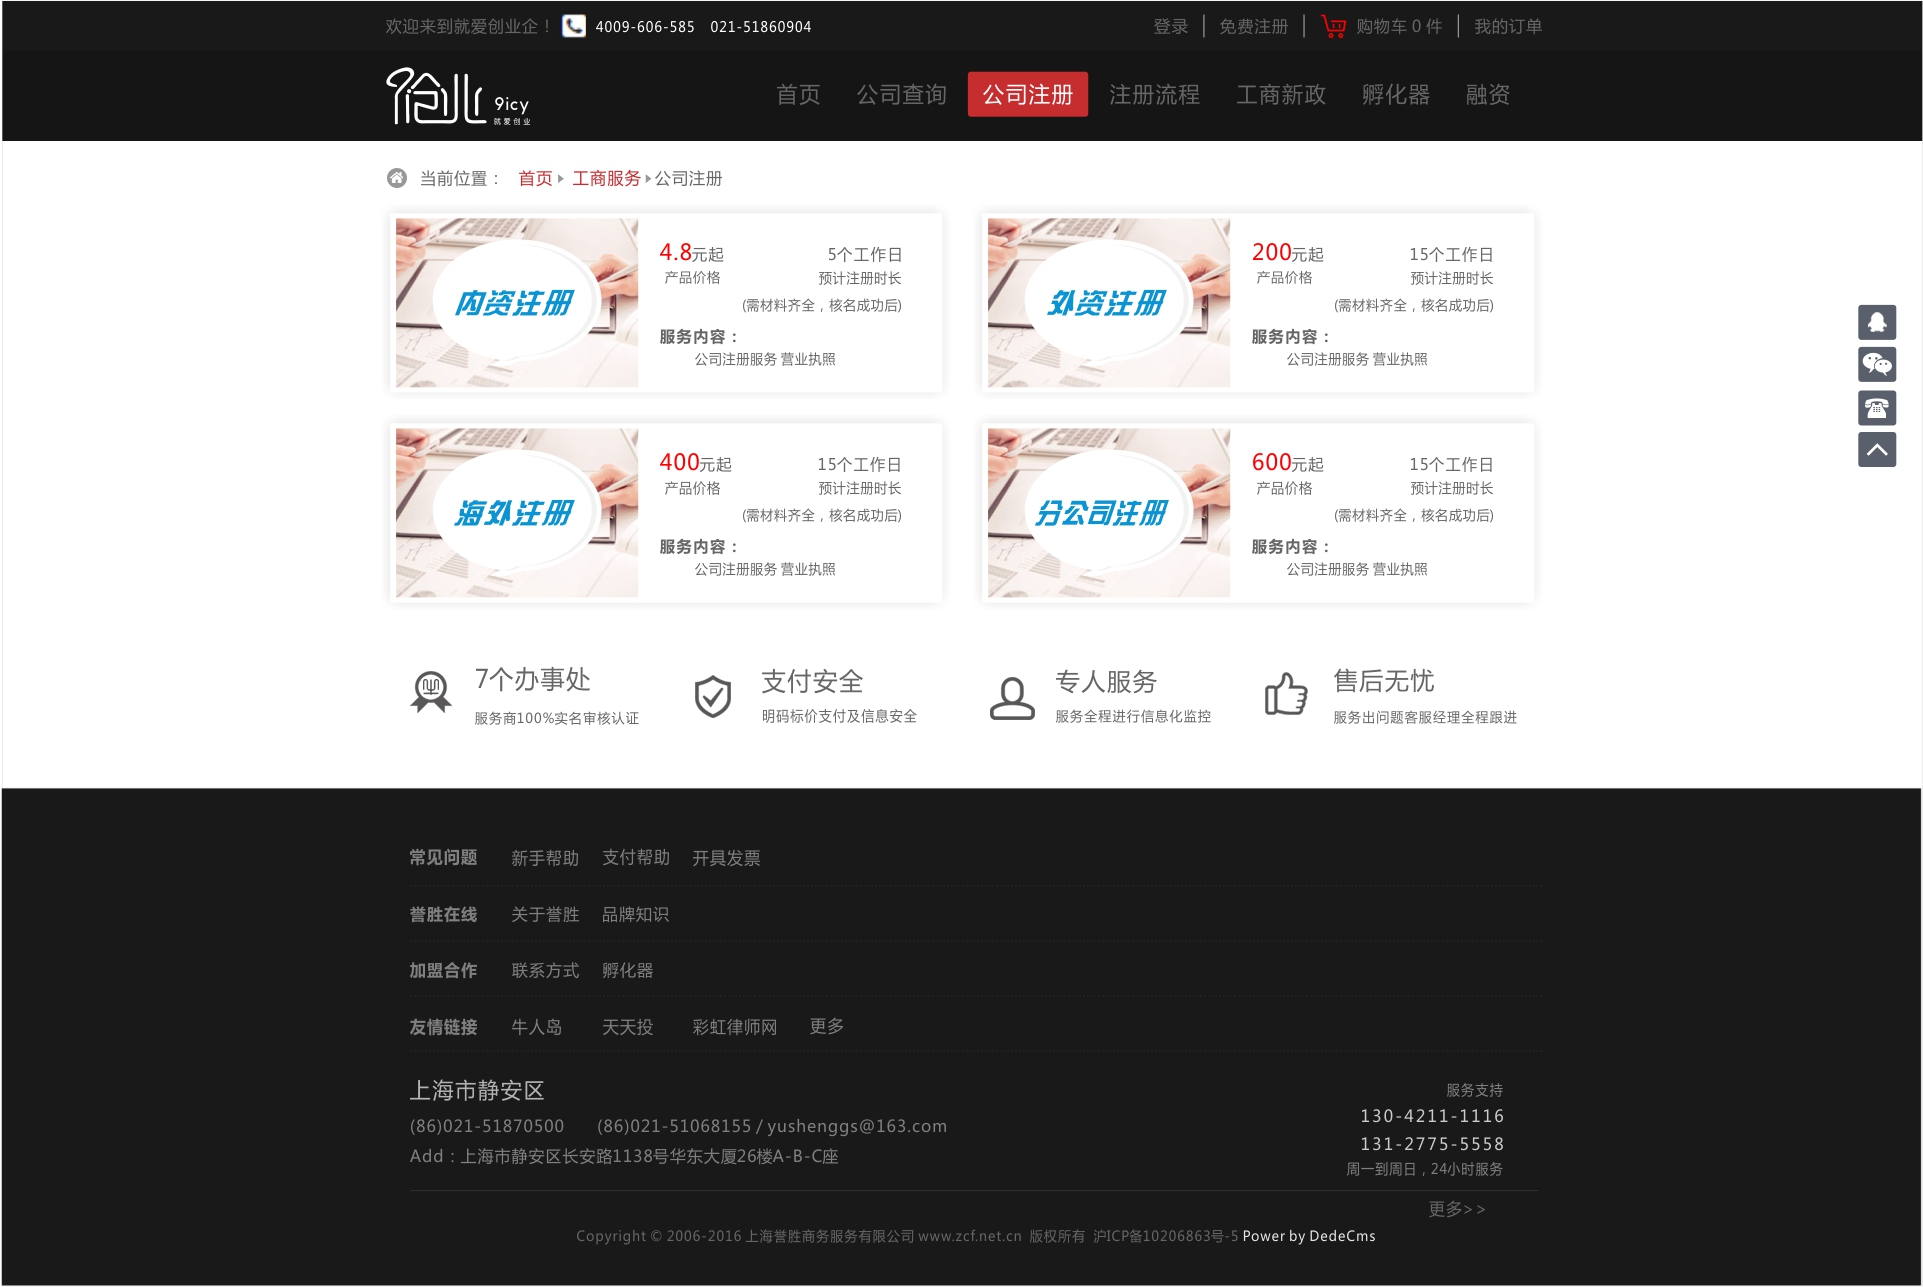 欢迎来到就爱创业企！ 4009-606-585 021-51860904 登录 免费注册 购物车 0 件 我的订单
9icy
就爱创业
首页 公司查询 公司注册 注册流程 工商新政 孵化器 融资
当前位置： 首页 工商服务 公司注册
内资注册
4.8元起 5个工作日
产品价格 预计注册时长
(需材料齐全，核名成功后)
服务内容：
公司注册服务 营业执照
外资注册
200元起 15个工作日
产品价格 预计注册时长
(需材料齐全，核名成功后)
服务内容：
公司注册服务 营业执照
海外注册
400元起 15个工作日
产品价格 预计注册时长
(需材料齐全，核名成功后)
服务内容：
公司注册服务 营业执照
分公司注册
600元起 15个工作日
产品价格 预计注册时长
(需材料齐全，核名成功后)
服务内容：
公司注册服务 营业执照
7个办事处
服务商100%实名审核认证
支付安全
明码标价支付及信息安全
专人服务
服务全程进行信息化监控
售后无忧
服务出问题客服经理全程跟进
常见问题 新手帮助 支付帮助 开具发票
誉胜在线 关于誉胜 品牌知识
加盟合作 联系方式 孵化器
友情链接 牛人岛 天天投 彩虹律师网 更多
上海市静安区
(86)021-51870500 (86)021-51068155 / yushenggs@163.com
Add：上海市静安区长安路1138号华东大厦26楼A-B-C座
服务支持
130-4211-1116
131-2775-5558
周一到周日，24小时服务
更多>>
Copyright © 2006-2016 上海誉胜商务服务有限公司 www.zcf.net.cn 版权所有 沪ICP备10206863号-5 Power by DedeCms